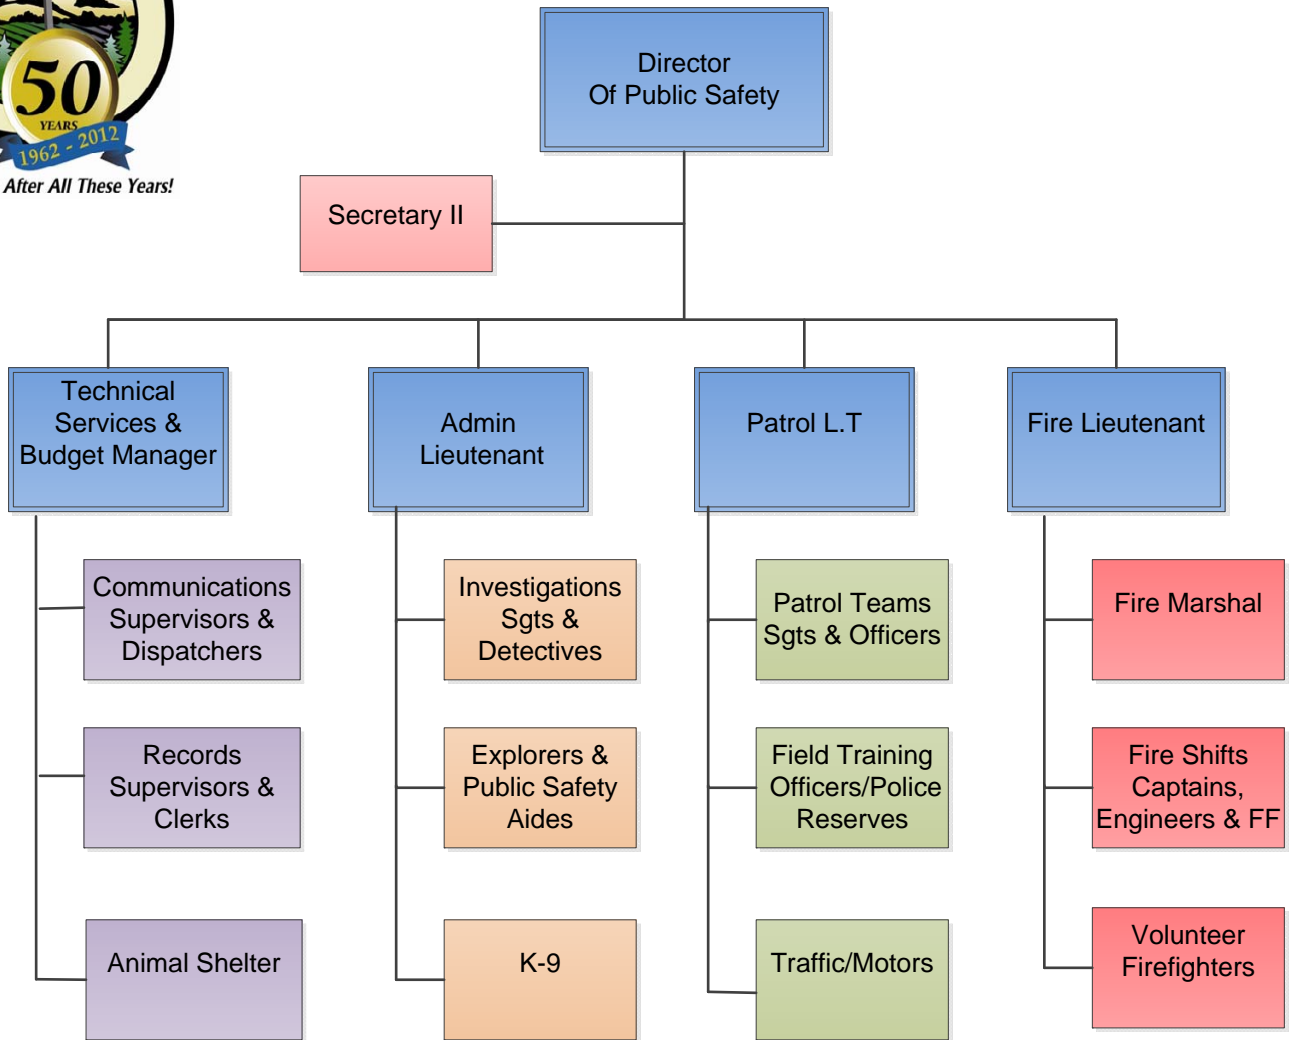 50
YEARS
1962 - 2012
After All These Years!
Director
Of Public Safety
Secretary II
Technical
Services &
Budget Manager
Admin
Lieutenant
Patrol L.T
Fire Lieutenant
Communications
Supervisors &
Dispatchers
Investigations
Sgts &
Detectives
Patrol Teams
Sgts & Officers
Fire Marshal
Records
Supervisors &
Clerks
Explorers &
Public Safety
Aides
Field Training
Officers/Police
Reserves
Fire Shifts
Captains,
Engineers & FF
Animal Shelter
K-9
Traffic/Motors
Volunteer
Firefighters